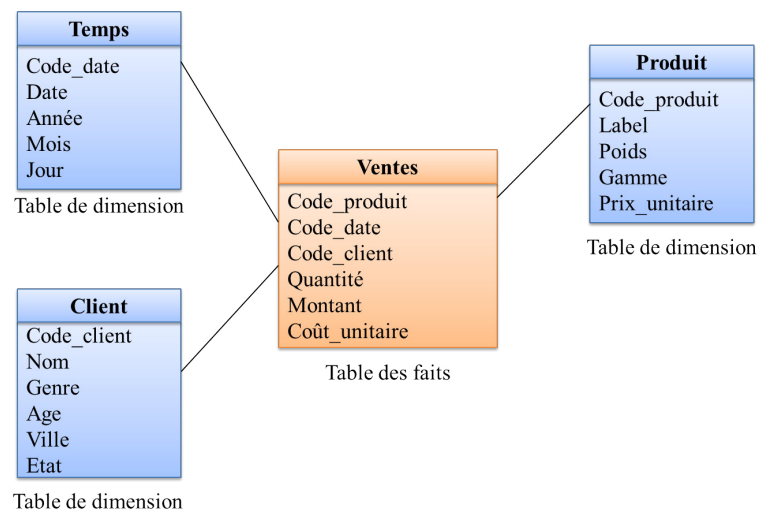 Temps
Code_date
Date
Année
Mois
Jour
Table de dimension
Client
Code_client
Nom
Genre
Age
Ville
Etat
Table de dimension
Ventes
Code_produit
Code_date
Code_client
Quantité
Montant
Coût_unitaire
Table des faits
Produit
Code_produit
Label
Poids
Gamme
Prix_unitaire
Table de dimension